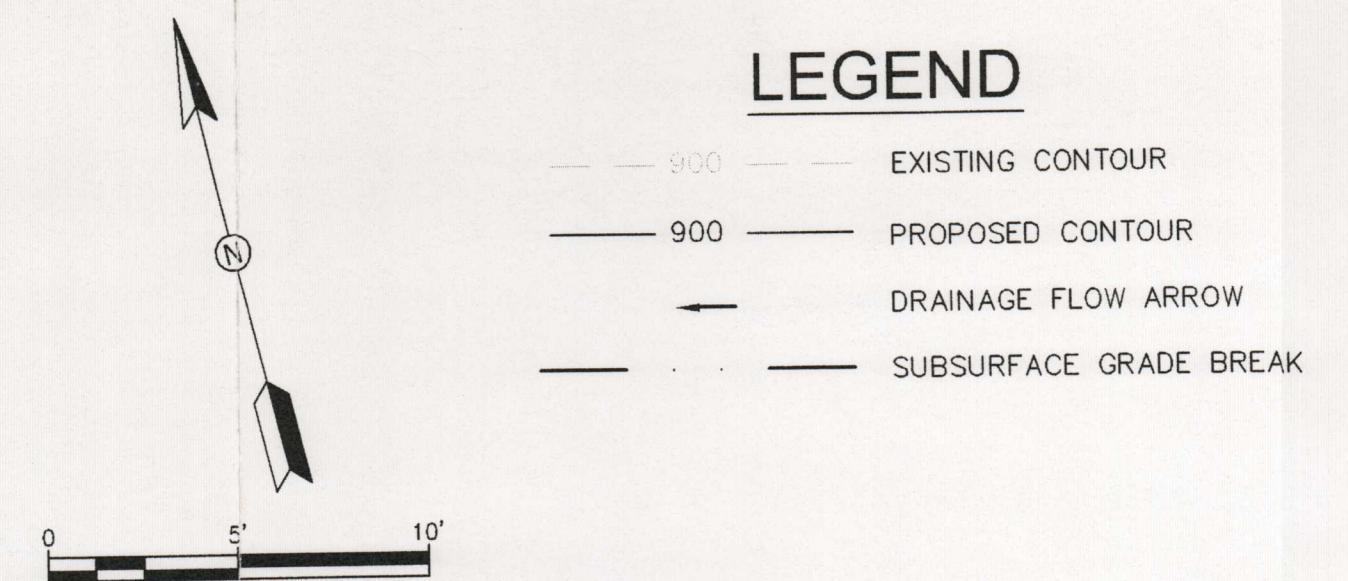 LEGEND
900 EXISTING CONTOUR
900 PROPOSED CONTOUR
DRAINAGE FLOW ARROW
SUBSURFACE GRADE BREAK
N
0 5' 10'